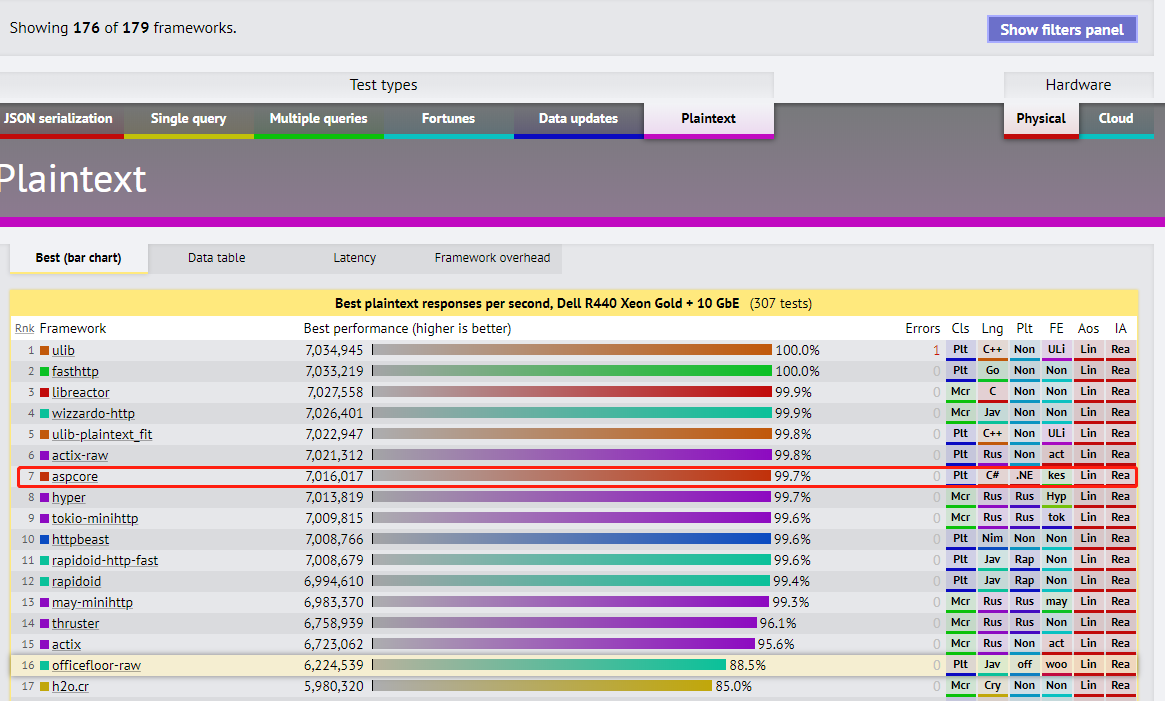 Showing 176 of 179 frameworks.
Show filters panel
Test types
Hardware
JSON serialization Single query Multiple queries Fortunes Data updates Plaintext Physical Cloud
Plaintext
Best (bar chart) Data table Latency Framework overhead
Best plaintext responses per second, Dell R440 Xeon Gold + 10 GbE (307 tests)
Rnk Framework Best performance (higher is better) Errors Cls Lng Plt FE Aos IA
1 ulib 7,034,945 100.0% 1 Plt C++ Non ULi Lin Rea
2 fasthttp 7,033,219 100.0% 0 Plt Go Non Non Lin Rea
3 libreactor 7,027,558 99.9% 0 Mcr C Non Non Lin Rea
4 wizzardo-http 7,026,401 99.9% 0 Mcr Jav Non Non Lin Rea
5 ulib-plaintext_fit 7,022,947 99.8% 0 Plt C++ Non ULi Lin Rea
6 actix-raw 7,021,312 99.8% 0 Plt Rus Non act Lin Rea
7 aspcore 7,016,017 99.7% 0 Plt C# .NE kes Lin Rea
8 hyper 7,013,819 99.7% 0 Mcr Rus Rus Hyp Lin Rea
9 tokio-minihttp 7,009,815 99.6% 0 Mcr Rus Rus tok Lin Rea
10 httpbeast 7,008,766 99.6% 0 Plt Nim Non Non Lin Rea
11 rapidoid-http-fast 7,008,679 99.6% 0 Plt Jav Rap Non Lin Rea
12 rapidoid 6,994,610 99.4% 0 Plt Jav Rap Non Lin Rea
13 may-minihttp 6,983,370 99.3% 0 Mcr Rus Rus may Lin Rea
14 thruster 6,758,939 96.1% 0 Mcr Rus Rus Non Lin Rea
15 actix 6,723,062 95.6% 0 Mcr Rus Non act Lin Rea
16 officefloor-raw 6,224,539 88.5% 0 Plt Jav off woo Lin Rea
17 h2o.cr 5,980,320 85.0% 0 Mcr Cry Non Non Lin Rea